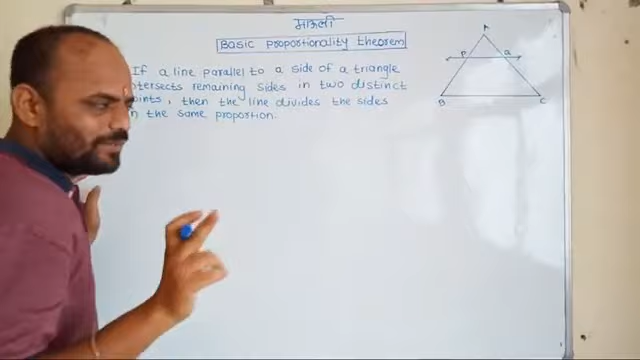 माऊली
Basic proportionality theorem
If a line parallel to a side of a triangle
intersects remaining sides in two distinct
points, then the line divides the sides
in the same proportion.
A
P Q
B C